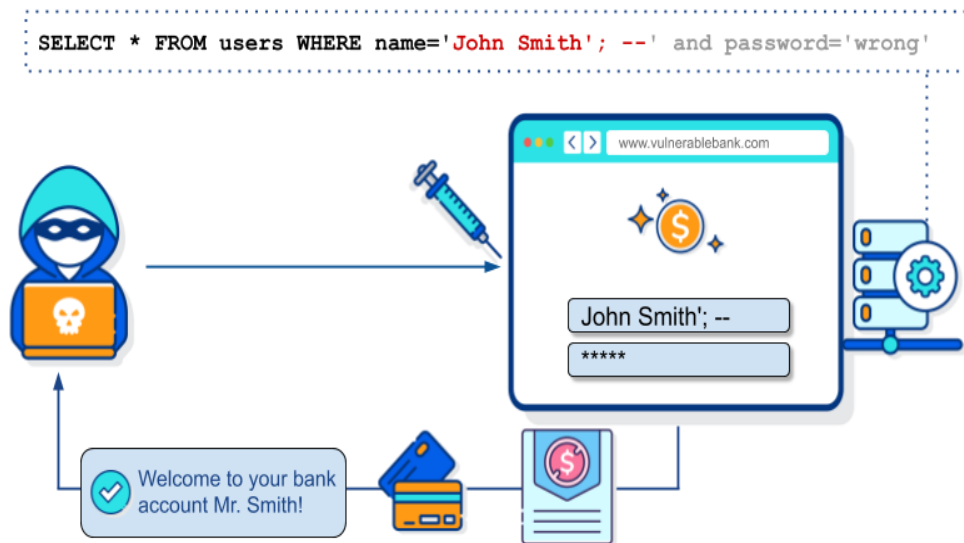 SELECT * FROM users WHERE name='John Smith'; --' and password='wrong'
www.vulnerablebank.com
$
John Smith'; --
*****
$
Welcome to your bank
account Mr. Smith!